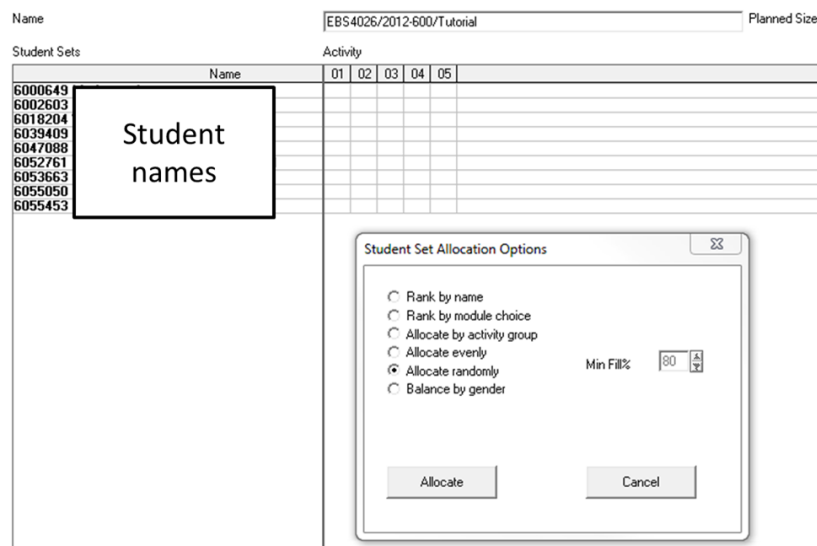 Name EBS4026/2012-600/Tutorial Planned Size
Student Sets Activity
Name 01 02 03 04 05
6000649
6002603
6018204
6039409
6047088
6052761
6053663
6055050
6055453
Student
names
Student Set Allocation Options
Rank by name
Rank by module choice
Allocate by activity group
Allocate evenly
Allocate randomly
Balance by gender
Min Fill% 80
Allocate Cancel